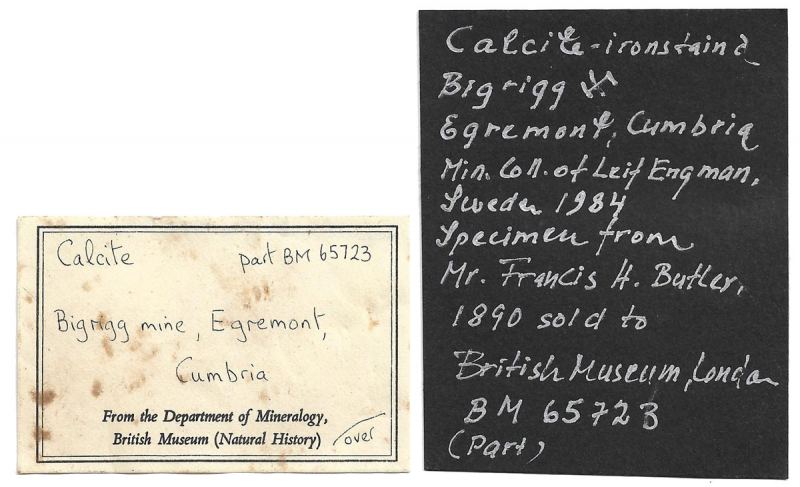 Calcite part BM 65723
Bigrigg mine, Egremont,
Cumbria
From the Department of Mineralogy,
British Museum (Natural History) over
Calcite-ironstaind
Bigrigg ⚒
Egremont, Cumbria
Min. Coll. of Leif Engman,
Sweden 1984
Specimen from
Mr. Francis H. Butler,
1890 sold to
British Museum, London
BM 65723
(Part)